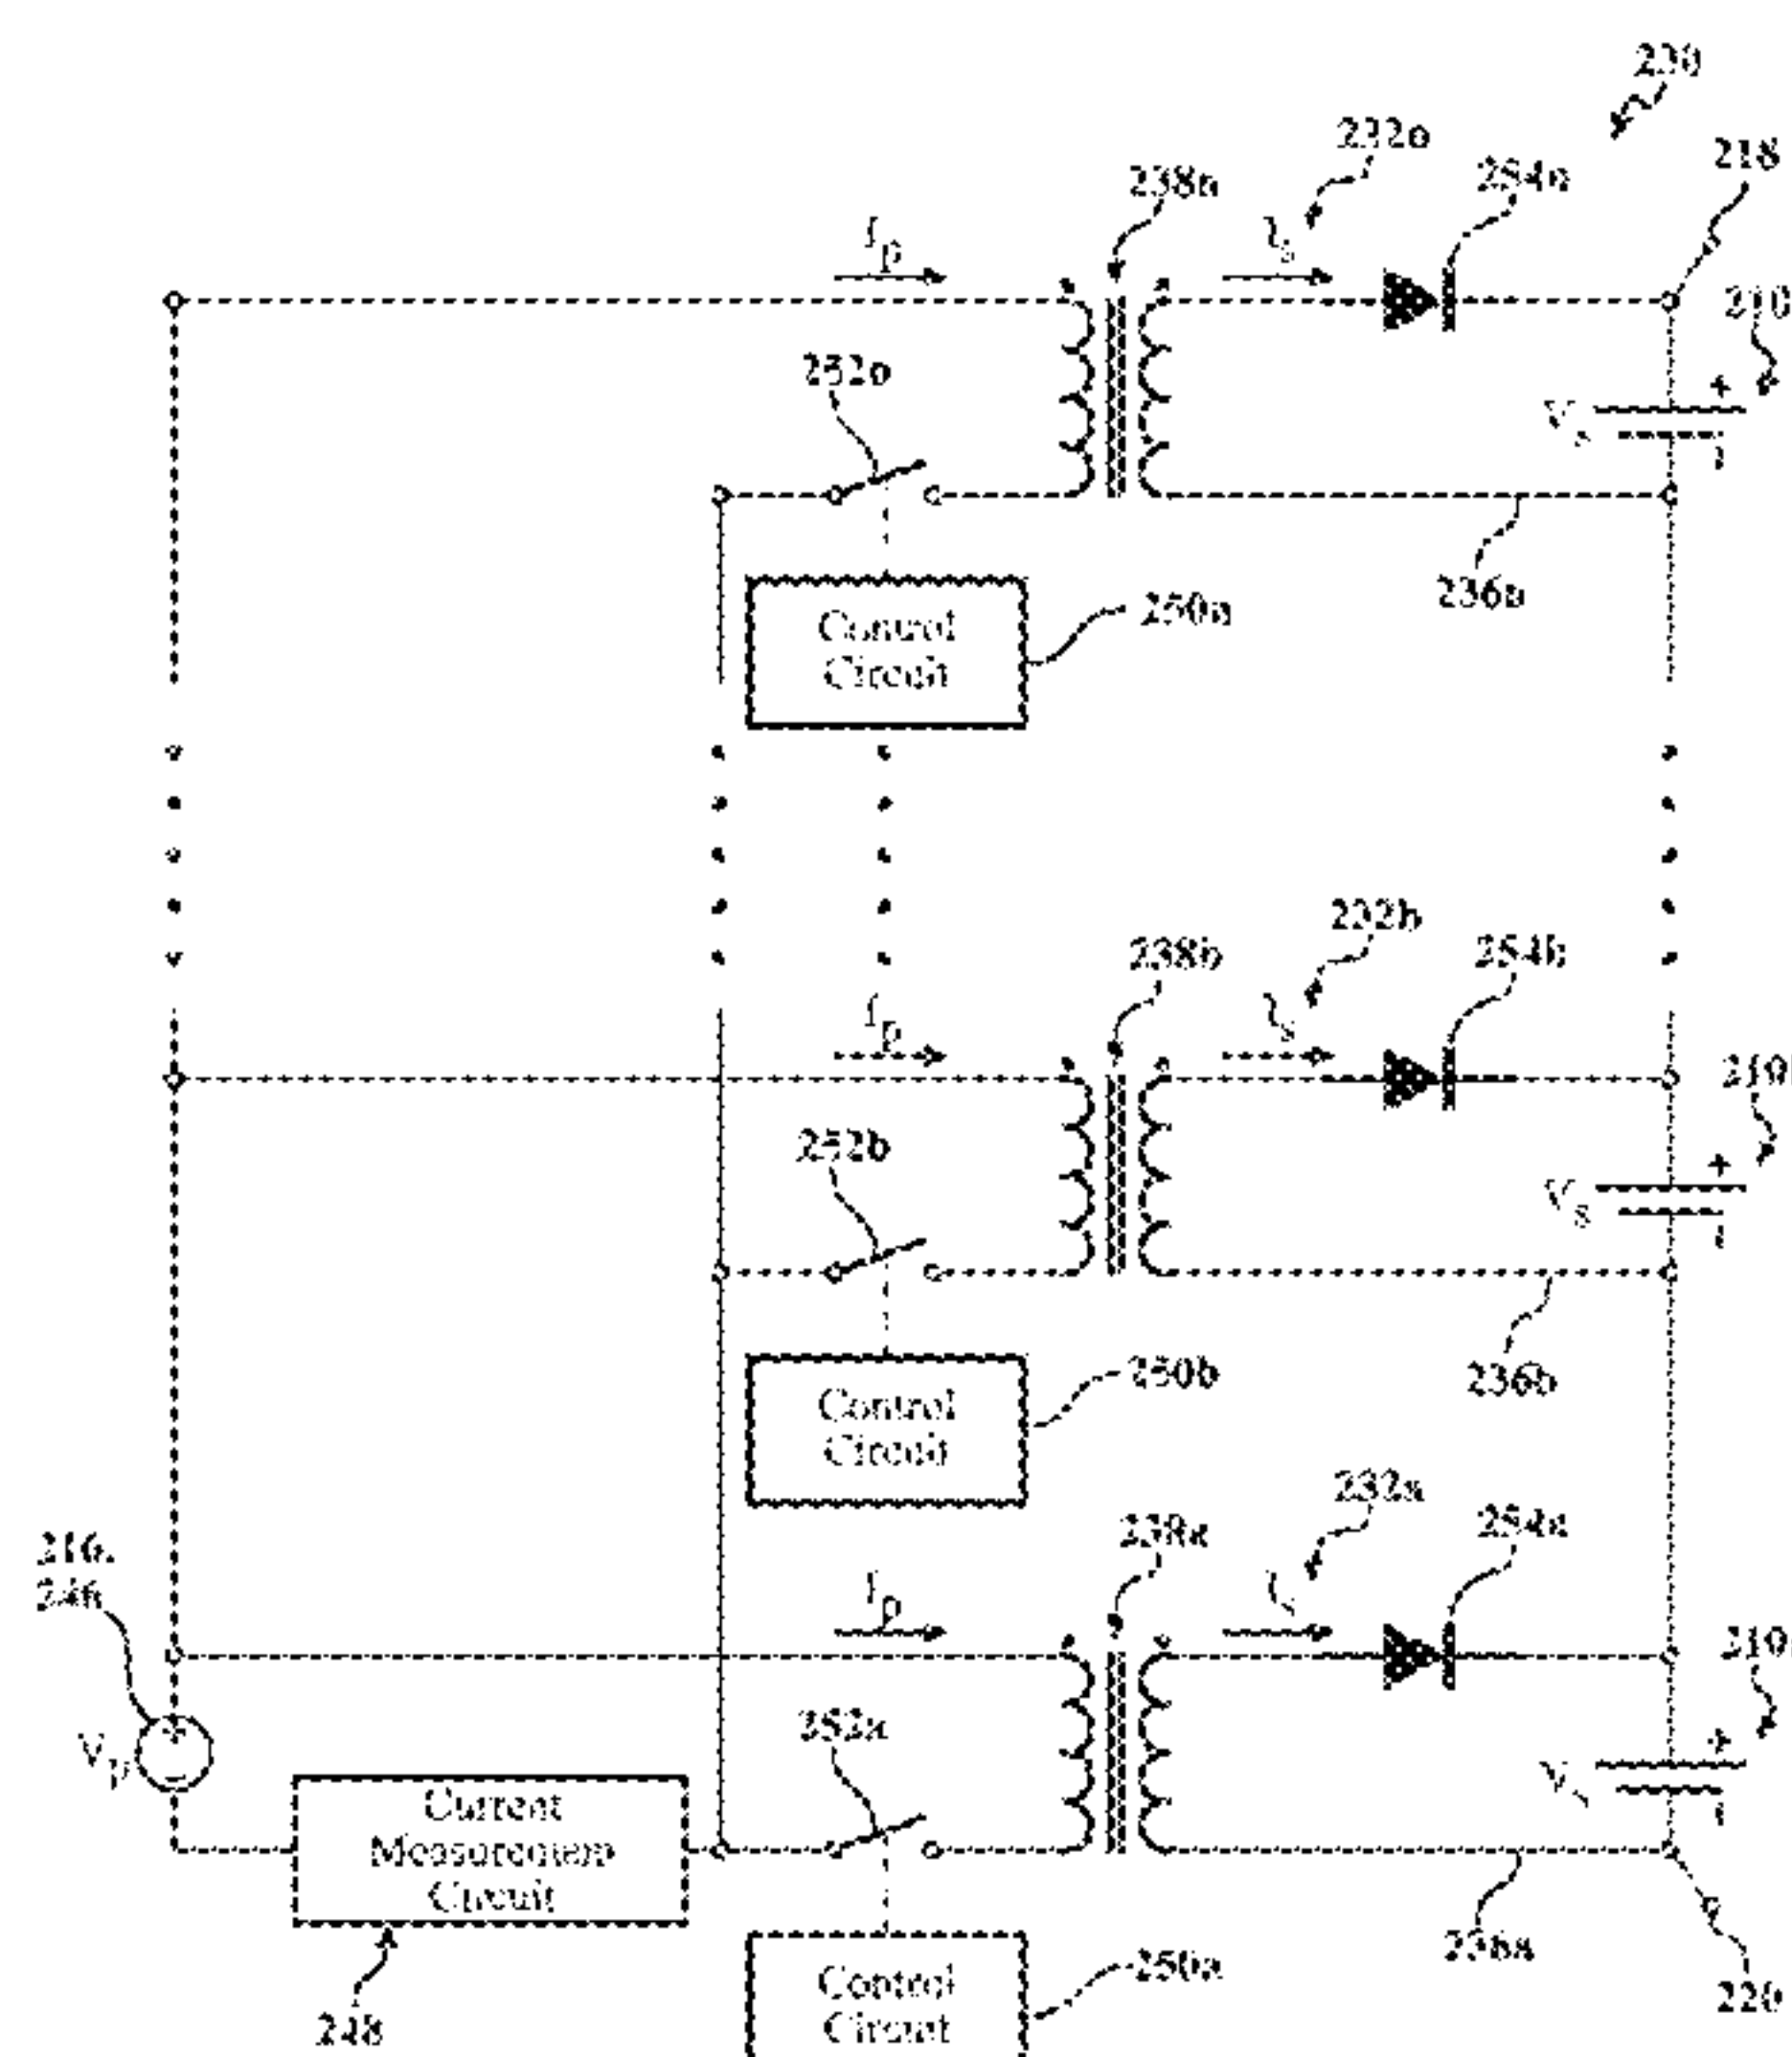 230
218
232n
238n
254n
Ip
Is
210
252n
+
Vs
236n
Control
Circuit
250n
232b
238b
254b
Ip
Is
210
252b
+
Vs
236b
Control
Circuit
250b
232a
238a
254a
216,
246
Ip
Is
210
252a
+
Vp
Vs
Current
Measurement
Circuit
236a
Control
Circuit
250a
248
220